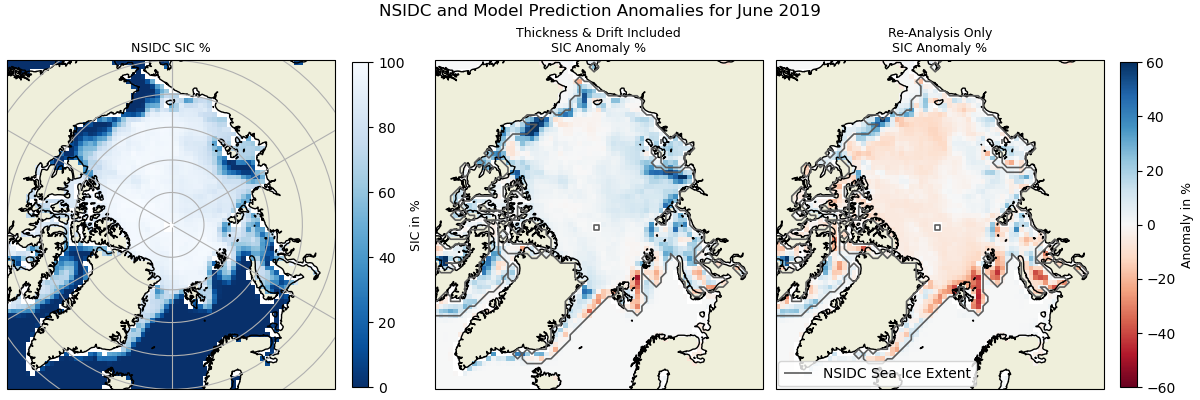 NSIDC and Model Prediction Anomalies for June 2019
NSIDC SIC %
Thickness & Drift Included
SIC Anomaly %
Re-Analysis Only
SIC Anomaly %
100
80
60
40
20
0
SIC in %
60
40
20
0
−20
−40
−60
Anomaly in %
NSIDC Sea Ice Extent